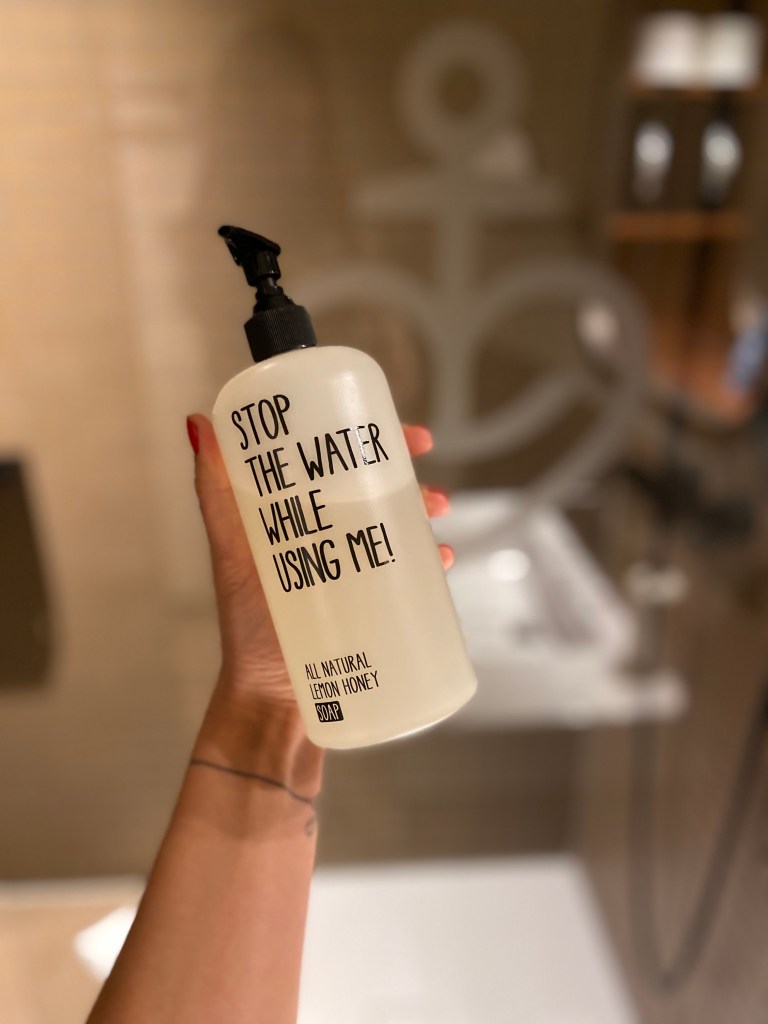 STOP
THE WATER
WHILE
USING ME!
ALL NATURAL
LEMON HONEY
SOAP